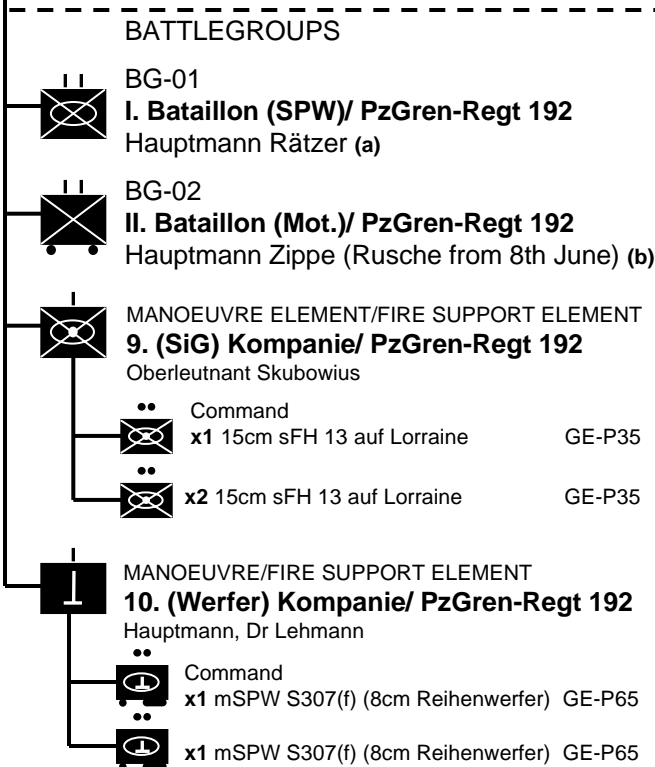 BATTLEGROUPS
BG-01
I. Bataillon (SPW)/ PzGren-Regt 192
Hauptmann Rätzer (a)
BG-02
II. Bataillon (Mot.)/ PzGren-Regt 192
Hauptmann Zippe (Rusche from 8th June) (b)
MANOEUVRE ELEMENT/FIRE SUPPORT ELEMENT
9. (SiG) Kompanie/ PzGren-Regt 192
Oberleutnant Skubowius
Command
x1 15cm sFH 13 auf Lorraine GE-P35
x2 15cm sFH 13 auf Lorraine GE-P35
MANOEUVRE/FIRE SUPPORT ELEMENT
10. (Werfer) Kompanie/ PzGren-Regt 192
Hauptmann, Dr Lehmann
Command
x1 mSPW S307(f) (8cm Reihenwerfer) GE-P65
x1 mSPW S307(f) (8cm Reihenwerfer) GE-P65